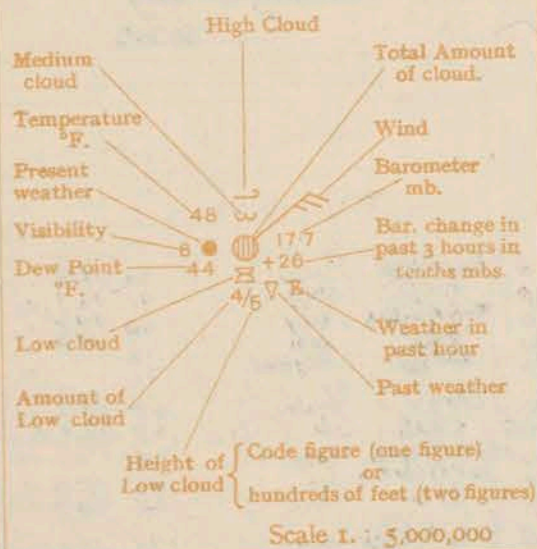 High Cloud
Medium cloud
Total Amount of cloud.
Temperature °F.
Wind
Present weather
Barometer mb.
48
Visibility
8
17·7
Bar. change in past 3 hours in tenths mbs.
+26
Dew Point °F.
44
4/5
Low cloud
Weather in past hour
Amount of Low cloud
Past weather
Height of Low cloud
Code figure (one figure)
or
hundreds of feet (two figures)
Scale 1. : 5,000,000